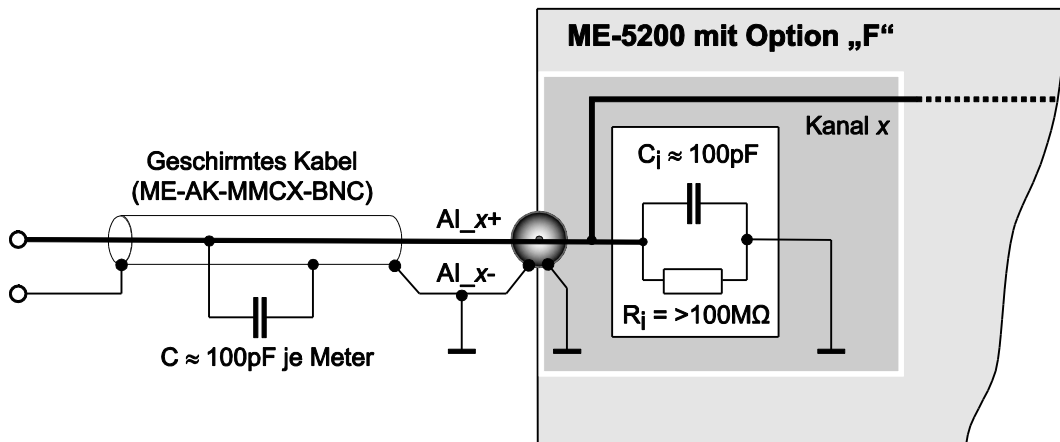 ME-5200 mit Option „F“
Kanal x
Geschirmtes Kabel
(ME-AK-MMCX-BNC)
Ci ≈ 100pF
AI_x+
AI_x-
Ri = >100MΩ
C ≈ 100pF je Meter